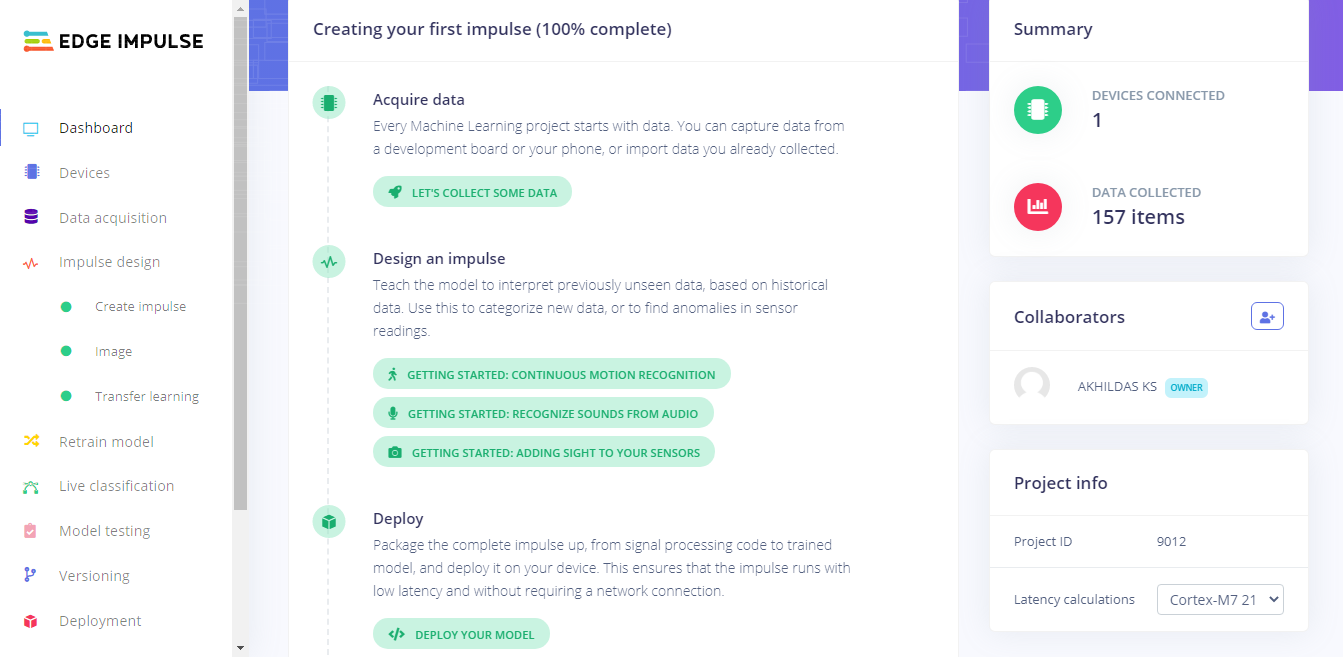 EDGE IMPULSE
Dashboard
Devices
Data acquisition
Impulse design
Create impulse
Image
Transfer learning
Retrain model
Live classification
Model testing
Versioning
Deployment
Creating your first impulse (100% complete)
Acquire data
Every Machine Learning project starts with data. You can capture data from
a development board or your phone, or import data you already collected.
LET'S COLLECT SOME DATA
Design an impulse
Teach the model to interpret previously unseen data, based on historical
data. Use this to categorize new data, or to find anomalies in sensor
readings.
GETTING STARTED: CONTINUOUS MOTION RECOGNITION
GETTING STARTED: RECOGNIZE SOUNDS FROM AUDIO
GETTING STARTED: ADDING SIGHT TO YOUR SENSORS
Deploy
Package the complete impulse up, from signal processing code to trained
model, and deploy it on your device. This ensures that the impulse runs with
low latency and without requiring a network connection.
DEPLOY YOUR MODEL
Summary
DEVICES CONNECTED
1
DATA COLLECTED
157 items
Collaborators
AKHILDAS KS OWNER
Project info
Project ID 9012
Latency calculations Cortex-M7 21